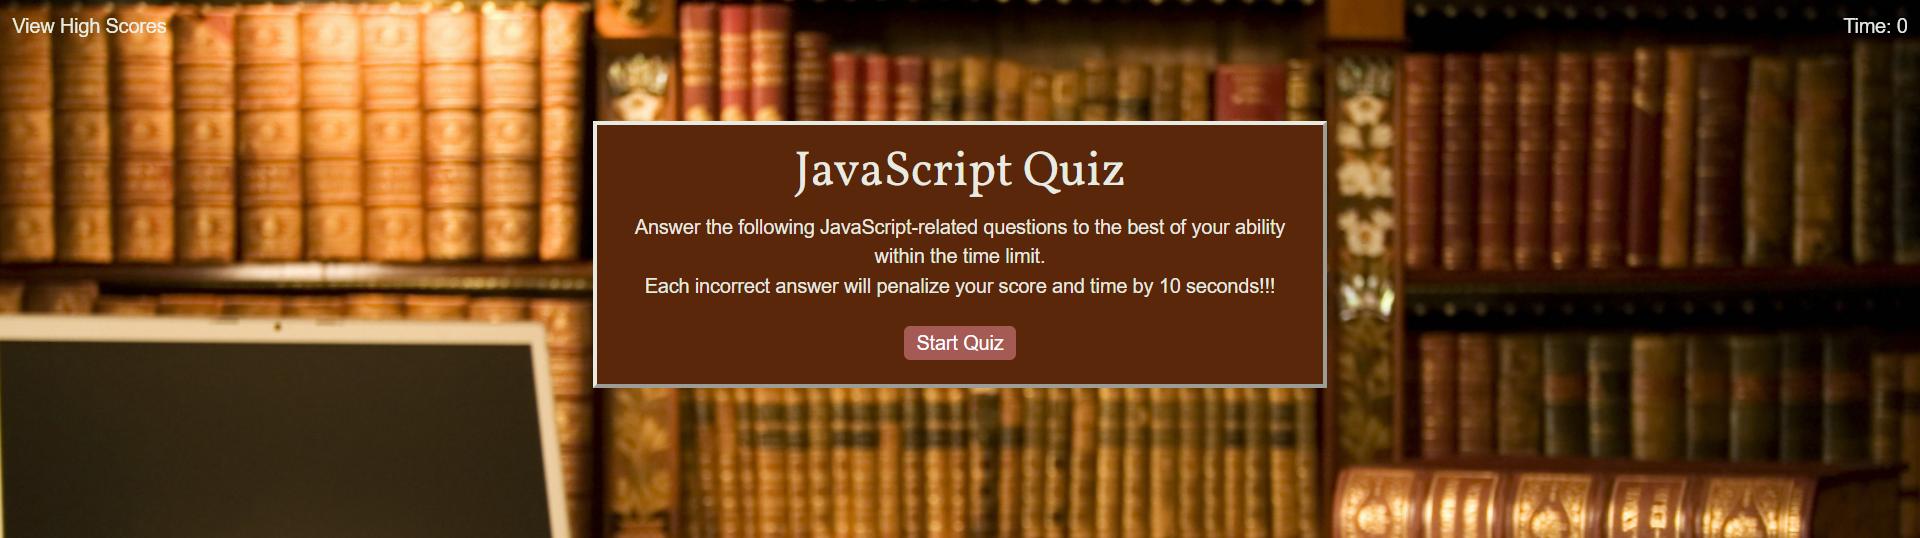 View High Scores
Time: 0
JavaScript Quiz
Answer the following JavaScript-related questions to the best of your ability
within the time limit.
Each incorrect answer will penalize your score and time by 10 seconds!!!
Start Quiz